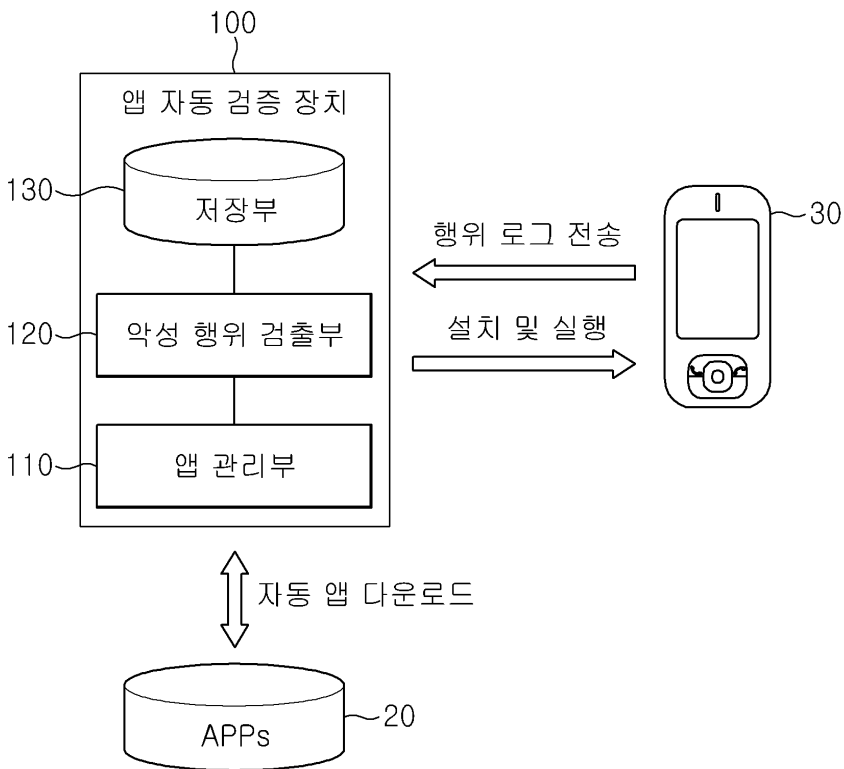 100
앱 자동 검증 장치
130
저장부
행위 로그 전송
30
120
악성 행위 검출부
설치 및 실행
110
앱 관리부
자동 앱 다운로드
APPs
20